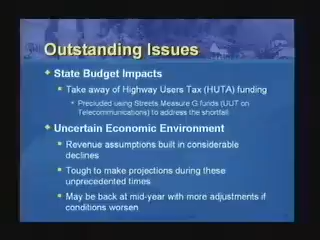 Outstanding Issues
State Budget Impacts
Take away of Highway Users Tax (HUTA) funding
Precluded using Streets Measure G funds (UUT on
Telecommunications) to address the shortfall
Uncertain Economic Environment
Revenue assumptions built in considerable
declines
Tough to make projections during these
unprecedented times
May be back at mid-year with more adjustments if
conditions worsen